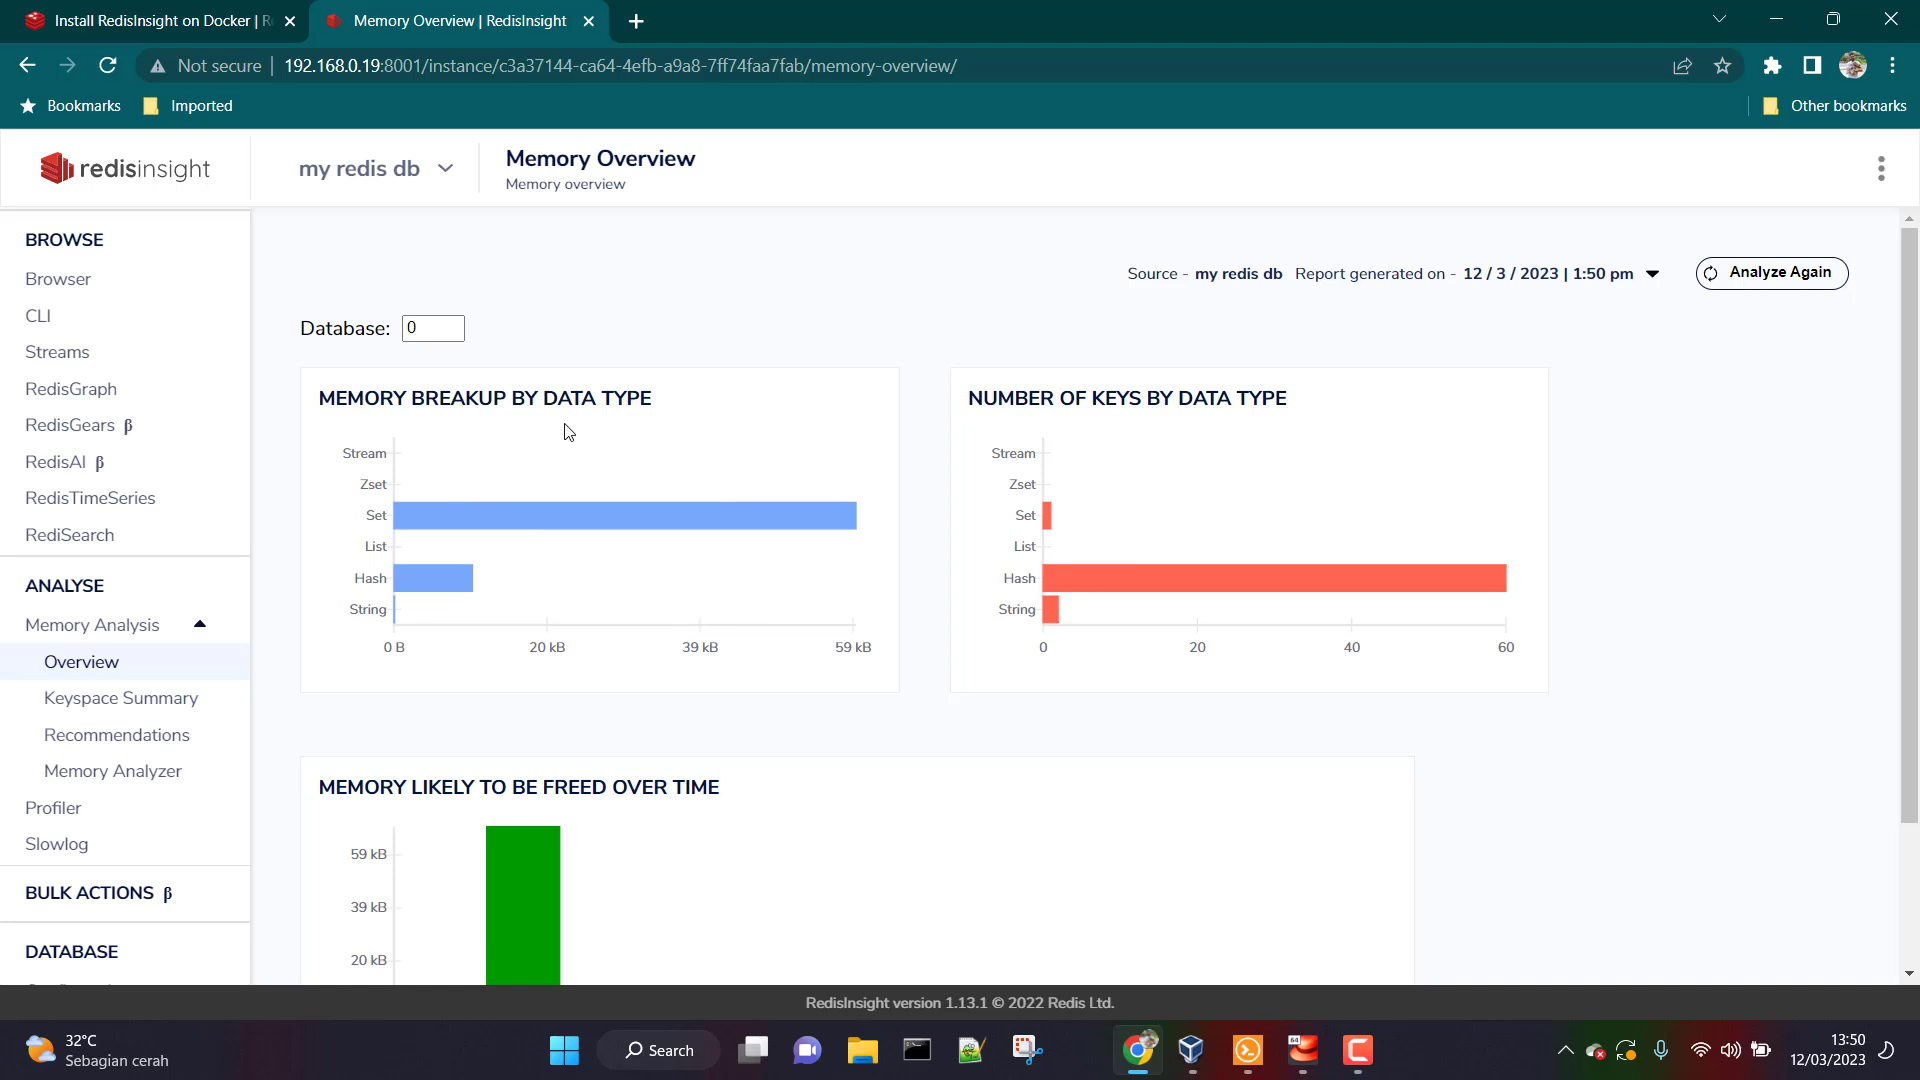 Install RedisInsight on Docker | R
Memory Overview | RedisInsight
Not secure
192.168.0.19:8001/instance/c3a37144-ca64-4efb-a9a8-7ff74faa7fab/memory-overview/
Bookmarks
Imported
Other bookmarks
redisinsight
my redis db
Memory Overview
Memory overview
BROWSE
Browser
CLI
Streams
RedisGraph
RedisGears β
RedisAI β
RedisTimeSeries
RediSearch
ANALYSE
Memory Analysis
Overview
Keyspace Summary
Recommendations
Memory Analyzer
Profiler
Slowlog
BULK ACTIONS β
DATABASE
Source - my redis db Report generated on - 12 / 3 / 2023 | 1:50 pm
Analyze Again
Database: 0
MEMORY BREAKUP BY DATA TYPE
Stream
Zset
Set
List
Hash
String
0 B 20 kB 39 kB 59 kB
NUMBER OF KEYS BY DATA TYPE
Stream
Zset
Set
List
Hash
String
0 20 40 60
MEMORY LIKELY TO BE FREED OVER TIME
59 kB
39 kB
20 kB
RedisInsight version 1.13.1 © 2022 Redis Ltd.
32°C
Sebagian cerah
Search
64
13:50
12/03/2023